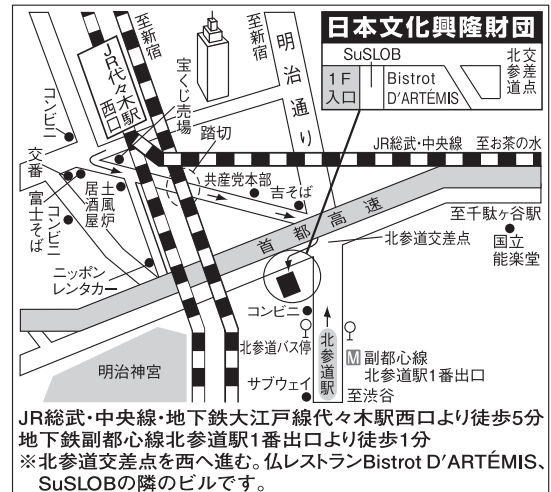 日本文化興隆財団
SuSLOB
1F
入口
Bistrot
D'ARTÉMIS
北参道
交差点
至新宿
JR代々木駅
西口
宝くじ売場
至新宿
明治通り
踏切
コンビニ
交番
富士そば
コンビニ
居酒屋
土風炉
共産党本部
吉そば
JR総武・中央線 至お茶の水
首都高速
至千駄ヶ谷駅
国立
能楽堂
北参道交差点
ニッポン
レンタカー
コンビニ
北参道バス停
北参道駅
M 副都心線
北参道駅1番出口
明治神宮
サブウェイ
至渋谷
JR総武・中央線・地下鉄大江戸線代々木駅西口より徒歩5分
地下鉄副都心線北参道駅1番出口より徒歩1分
※北参道交差点を西へ進む。仏レストランBistrot D'ARTÉMIS、
SuSLOBの隣のビルです。